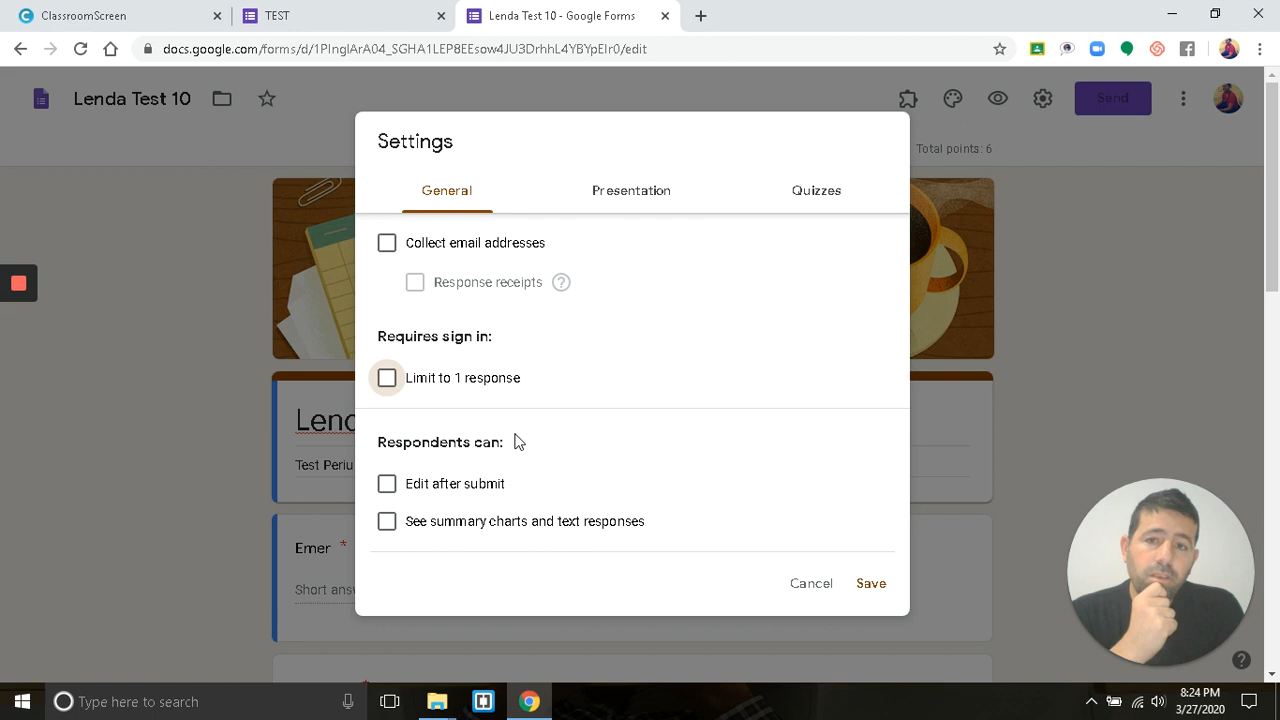 ClassroomScreen
TEST
Lenda Test 10 - Google Forms
docs.google.com/forms/d/1PIngIArA04_SGHA1LEP8EEsow4JU3DrhhL4YBYpEIr0/edit
Lenda Test 10
Send
Total points: 6
Settings
General
Presentation
Quizzes
Collect email addresses
Response receipts
?
Requires sign in:
Limit to 1 response
Lend
Respondents can:
Test Periu
Edit after submit
See summary charts and text responses
Emer *
Short ansv
Cancel
Save
?
Type here to search
8:24 PM
3/27/2020